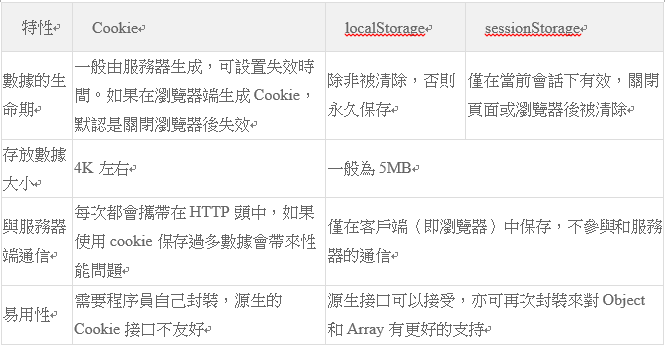 特性 Cookie localStorage sessionStorage
數據的生命期
一般由服務器生成，可設置失效時
間。如果在瀏覽器端生成 Cookie，
默認是關閉瀏覽器後失效
除非被清除，否則
永久保存
僅在當前會話下有效，關閉
頁面或瀏覽器後被清除
存放數據
大小
4K 左右
一般為 5MB
與服務器
端通信
每次都會攜帶在 HTTP 頭中，如果
使用 cookie 保存過多數據會帶來性
能問題
僅在客戶端（即瀏覽器）中保存，不參與和服務
器的通信
易用性
需要程序員自己封裝，源生的
Cookie 接口不友好
源生接口可以接受，亦可再次封裝來對 Object
和 Array 有更好的支持